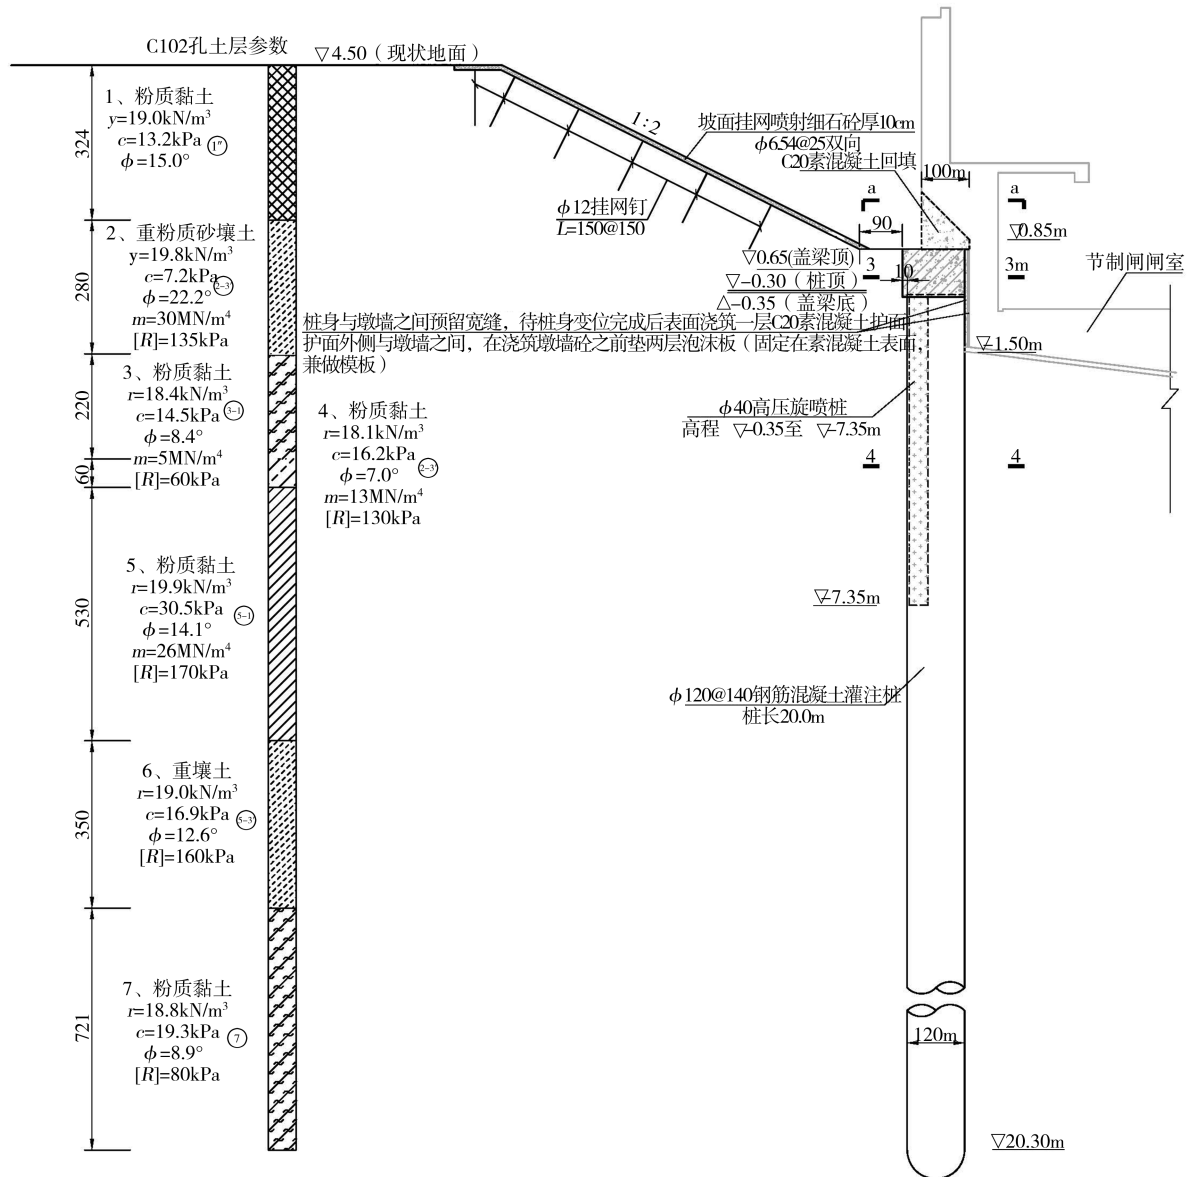 C102孔土层参数
▽4.50（现状地面）
324
1、粉质黏土
y=19.0kN/m³
c=13.2kPa 1″
ϕ=15.0°
280
2、重粉质砂壤土
y=19.8kN/m³
c=7.2kPa 2-3
ϕ=22.2°
m=30MN/m⁴
[R]=135kPa
220
3、粉质黏土
r=18.4kN/m³
c=14.5kPa 3-1
ϕ=8.4°
m=5MN/m⁴
[R]=60kPa
60
4、粉质黏土
r=18.1kN/m³
c=16.2kPa 2-3′
ϕ=7.0°
m=13MN/m⁴
[R]=130kPa
530
5、粉质黏土
r=19.9kN/m³
c=30.5kPa 5-1
ϕ=14.1°
m=26MN/m⁴
[R]=170kPa
350
6、重壤土
r=19.0kN/m³
c=16.9kPa 5-3′
ϕ=12.6°
[R]=160kPa
721
7、粉质黏土
r=18.8kN/m³
c=19.3kPa 7
ϕ=8.9°
[R]=80kPa
1:2
坡面挂网喷射细石砼厚10cm
ϕ6.54@25双向
C20素混凝土回填
100m
ϕ12挂网钉
L=150@150
a
a
90
▽0.85m
▽0.65(盖梁顶)
3
10
3m
节制闸闸室
▽-0.30（桩顶）
△-0.35（盖梁底）
桩身与墩墙之间预留宽缝，待桩身变位完成后表面浇筑一层C20素混凝土护面，
护面外侧与墩墙之间，在浇筑墩墙砼之前垫两层泡沫板（固定在素混凝土表面，
兼做模板）
▽-1.50m
ϕ40高压旋喷桩
高程 ▽-0.35至 ▽-7.35m
4
4
▽-7.35m
ϕ120@140钢筋混凝土灌注桩
桩长20.0m
120m
▽20.30m